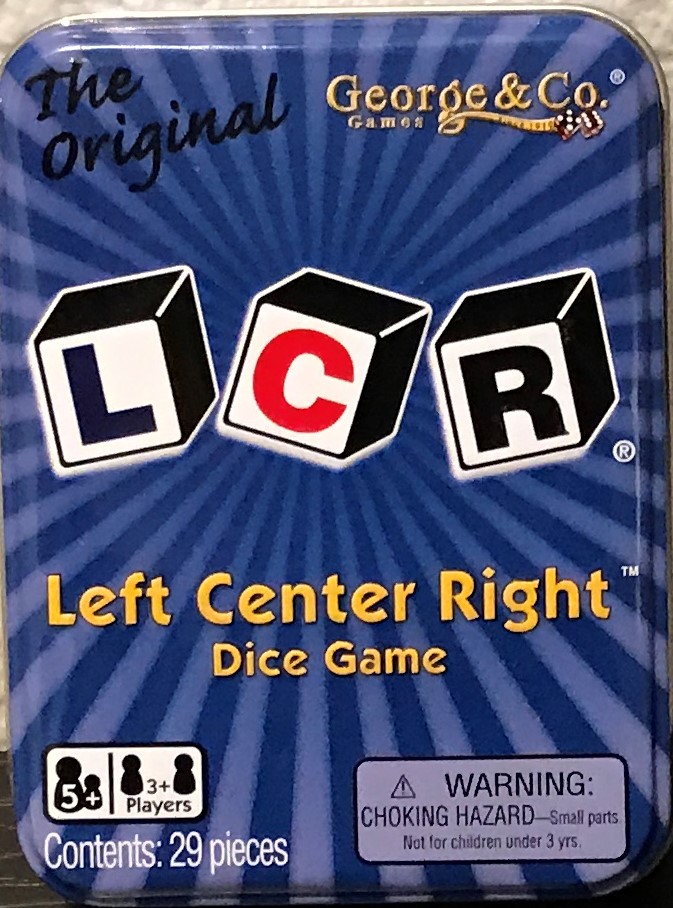 The
Original
George & Co.®
Games
L C R ®
Left Center Right™
Dice Game
5+
3+
Players
Contents: 29 pieces
⚠ WARNING:
CHOKING HAZARD—Small parts.
Not for children under 3 yrs.